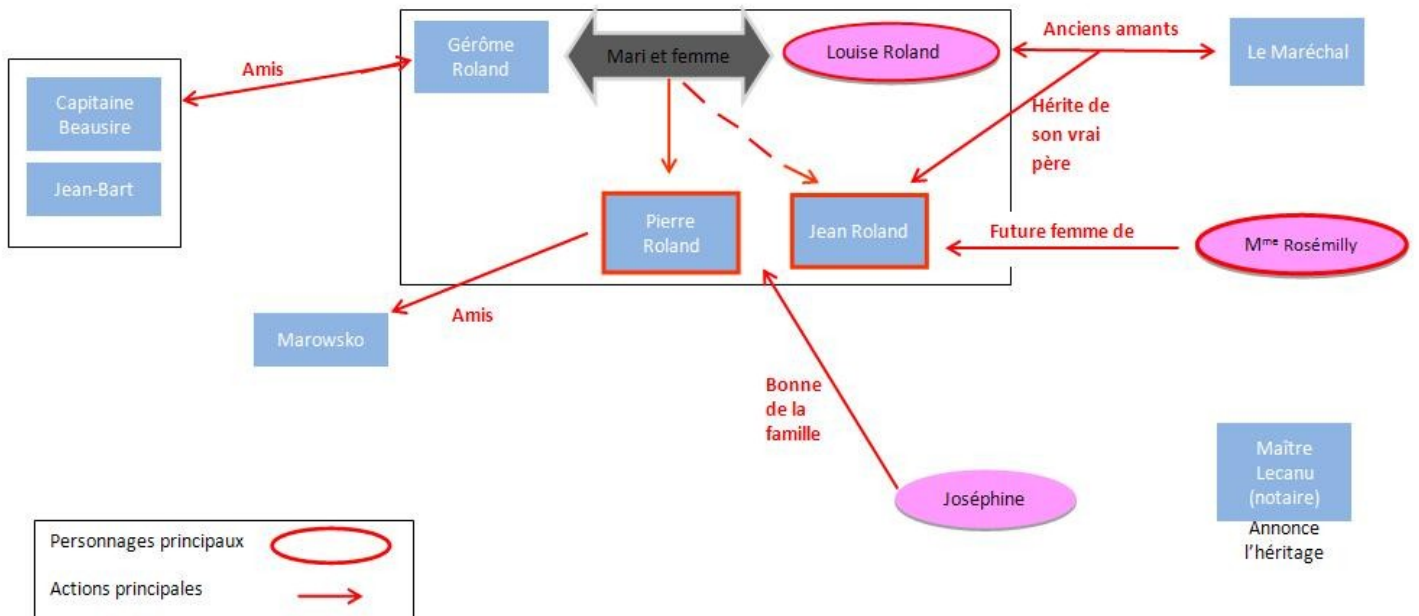 Gérôme
Roland
Mari et femme
Louise Roland
Anciens amants
Le Maréchal
Amis
Capitaine
Beausire
Jean-Bart
Hérite de
son vrai
père
Pierre
Roland
Jean Roland
Future femme de
Mme Rosémilly
Amis
Marowsko
Bonne
de la
famille
Joséphine
Maître
Lecanu
(notaire)
Annonce
l’héritage
Personnages principaux
Actions principales